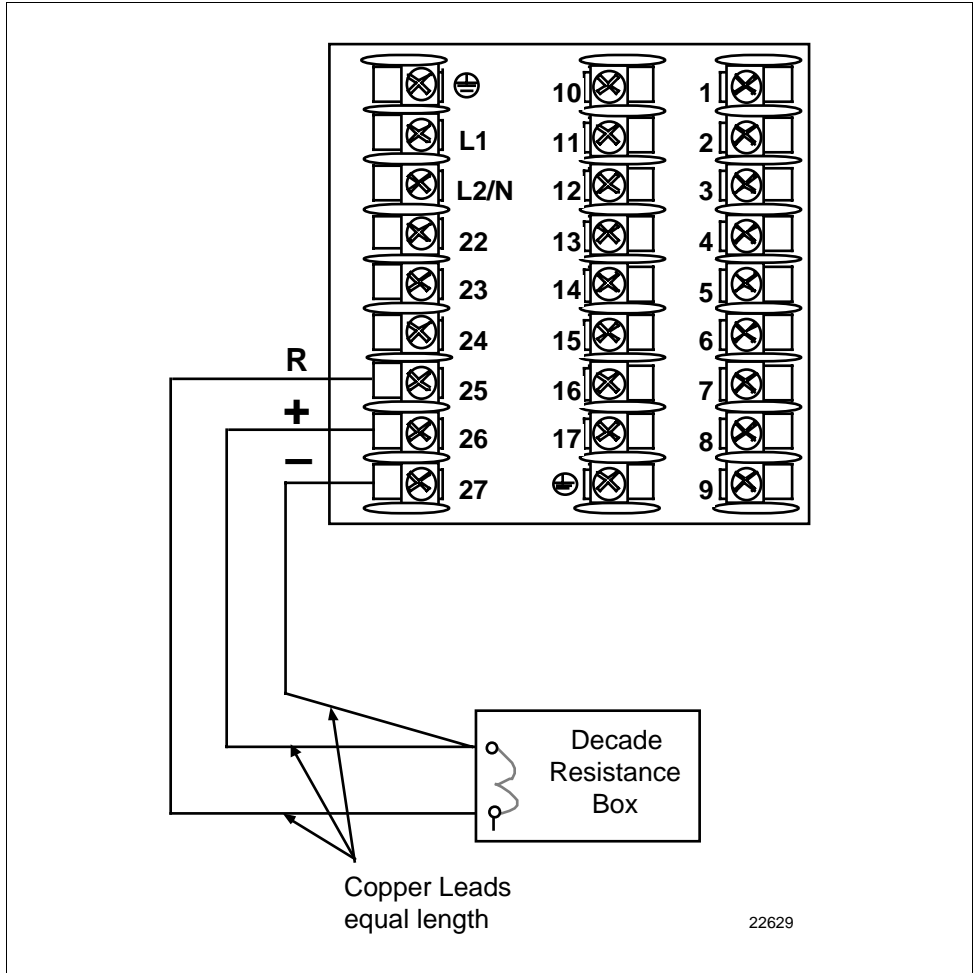 10 1
L1 11 2
L2/N 12 3
22 13 4
23 14 5
24 15 6
R 25 16 7
+ 26 17 8
− 27 9
Decade
Resistance
Box
Copper Leads
equal length
22629